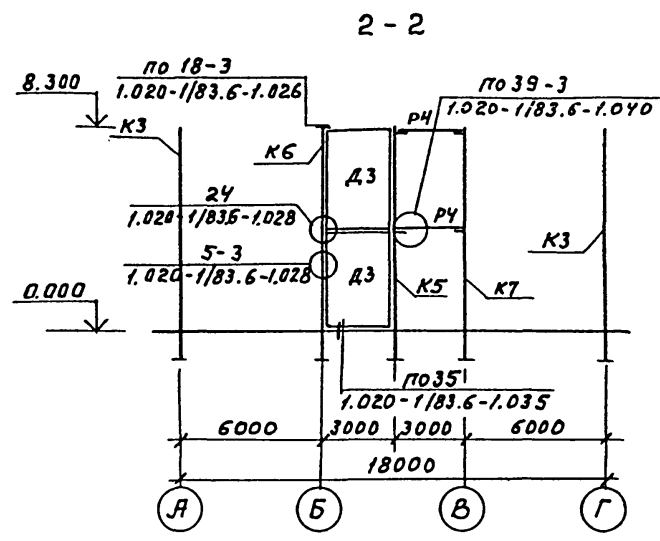 2-2
по 18-3
1.020-1/83.6-1.026
по 39-3
1.020-1/83.6-1.040
8.300
К3
К6
Р4
Д3
24
1.020-1/83.6-1.028
Р4
К3
5-3
1.020-1/83.6-1.028
Д3
К5
К7
0.000
по 35
1.020-1/83.6-1.035
6000
3000
3000
6000
18000
А
Б
В
Г